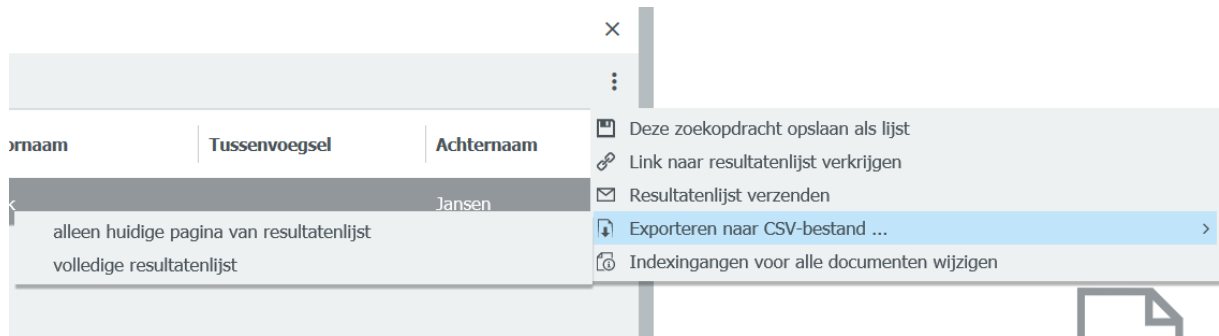 ornaam Tussenvoegsel Achternaam
k Jansen
alleen huidige pagina van resultatenlijst
volledige resultatenlijst
Deze zoekopdracht opslaan als lijst
Link naar resultatenlijst verkrijgen
Resultatenlijst verzenden
Exporteren naar CSV-bestand ...
Indexingangen voor alle documenten wijzigen